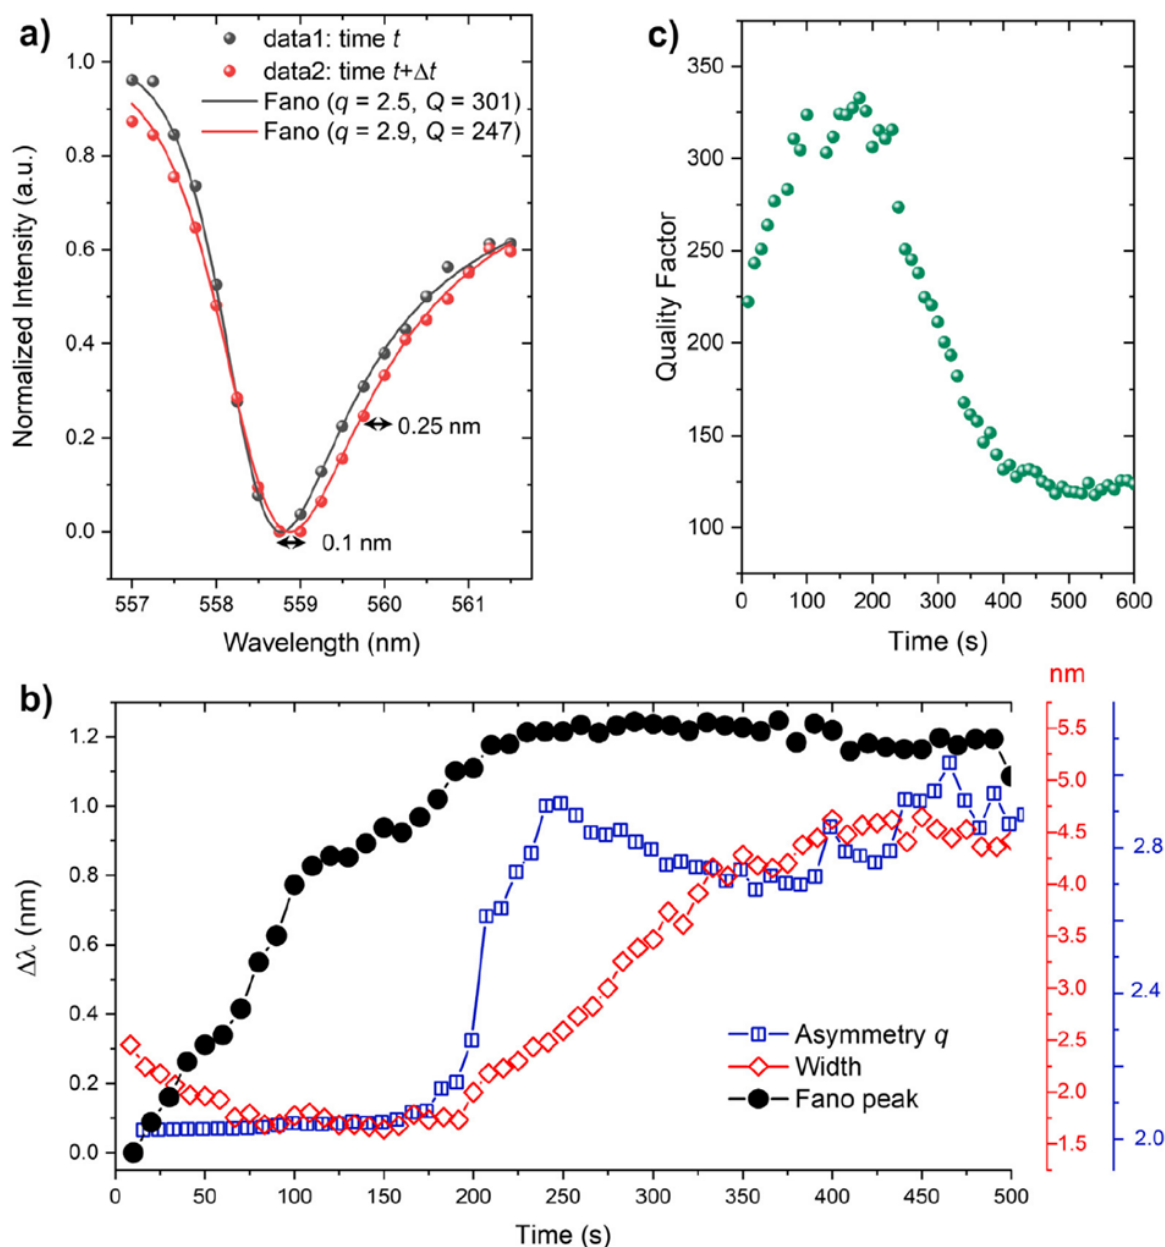 a)
data1: time t
data2: time t+Δt
Fano (q = 2.5, Q = 301)
Fano (q = 2.9, Q = 247)
1.0
0.8
0.6
0.4
0.2
0.0
Normalized Intensity (a.u.)
0.25 nm
0.1 nm
557 558 559 560 561
Wavelength (nm)
c)
350
300
250
200
150
100
Quality Factor
0 100 200 300 400 500 600
Time (s)
b)
nm
1.2
1.0
0.8
0.6
0.4
0.2
0.0
Δλ (nm)
5.5
5.0
4.5
4.0
3.5
3.0
2.5
2.0
1.5
2.8
2.4
2.0
Asymmetry q
Width
Fano peak
0 50 100 150 200 250 300 350 400 450 500
Time (s)